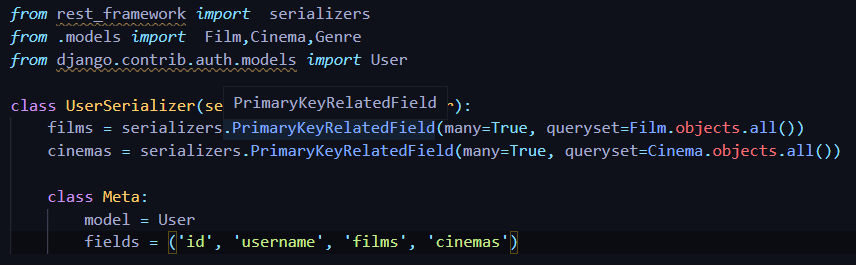 from rest_framework import  serializers
from .models import  Film,Cinema,Genre
from django.contrib.auth.models import User
class UserSerializer(se
PrimaryKeyRelatedField
r):
    films = serializers.PrimaryKeyRelatedField(many=True, queryset=Film.objects.all())
    cinemas = serializers.PrimaryKeyRelatedField(many=True, queryset=Cinema.objects.all())
    class Meta:
        model = User
        fields = ('id', 'username', 'films', 'cinemas')